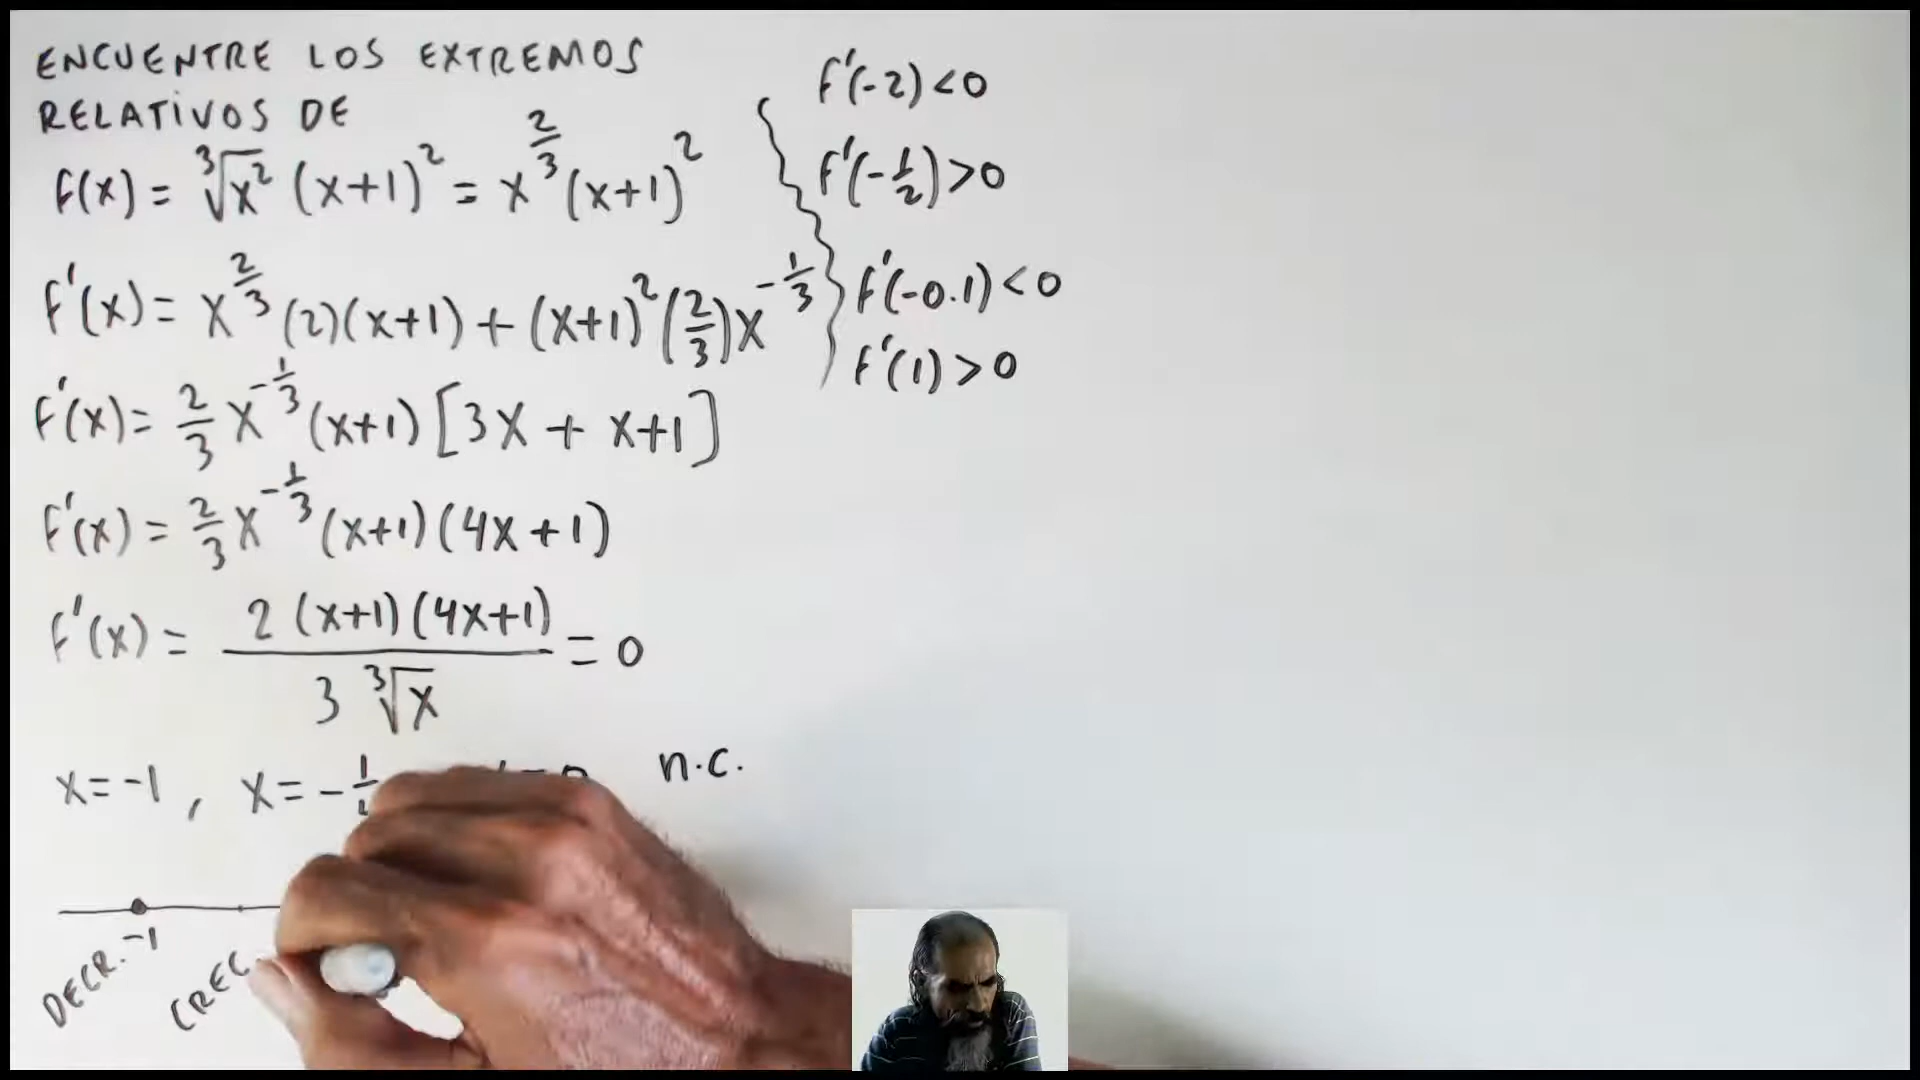 ENCUENTRE LOS EXTREMOS
RELATIVOS DE
f(x) = ∛x² (x+1)² = x^(2/3) (x+1)²
f'(x) = x^(2/3) (2)(x+1) + (x+1)² (2/3) x^(-1/3)
f'(x) = 2/3 x^(-1/3) (x+1) [3x + x+1]
f'(x) = 2/3 x^(-1/3) (x+1)(4x+1)
f'(x) = 2(x+1)(4x+1) / 3∛x = 0
x = -1 , x = -1/
n.c.
-1
DECR. CREC.
f'(-2) < 0
f'(-1/2) > 0
f'(-0.1) < 0
f'(1) > 0